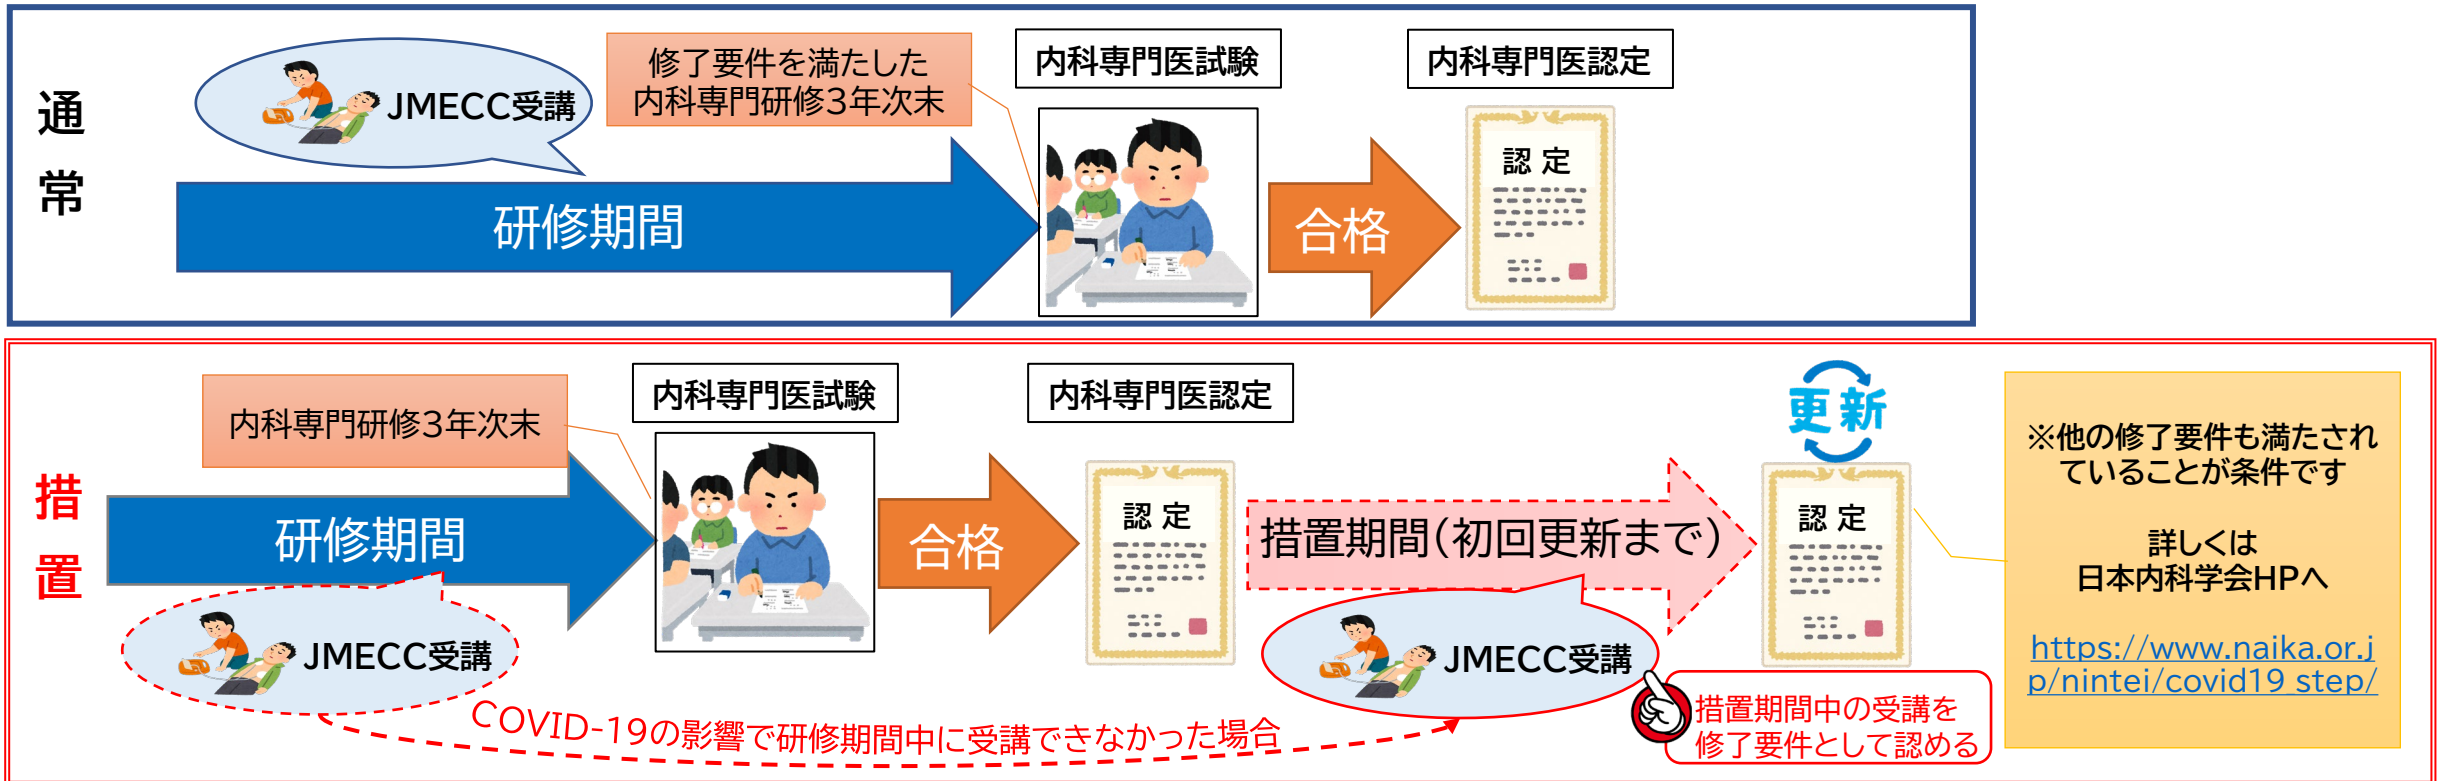 通常
JMECC受講
修了要件を満たした
内科専門研修3年次末
内科専門医試験
内科専門医認定
研修期間
合格
認定
措置
内科専門研修3年次末
内科専門医試験
内科専門医認定
研修期間
合格
認定
措置期間(初回更新まで)
更新
認定
JMECC受講
JMECC受講
COVID-19の影響で研修期間中に受講できなかった場合
措置期間中の受講を
修了要件として認める
※他の修了要件も満たされ
ていることが条件です
詳しくは
日本内科学会HPへ
https://www.naika.or.j
p/nintei/covid19_step/